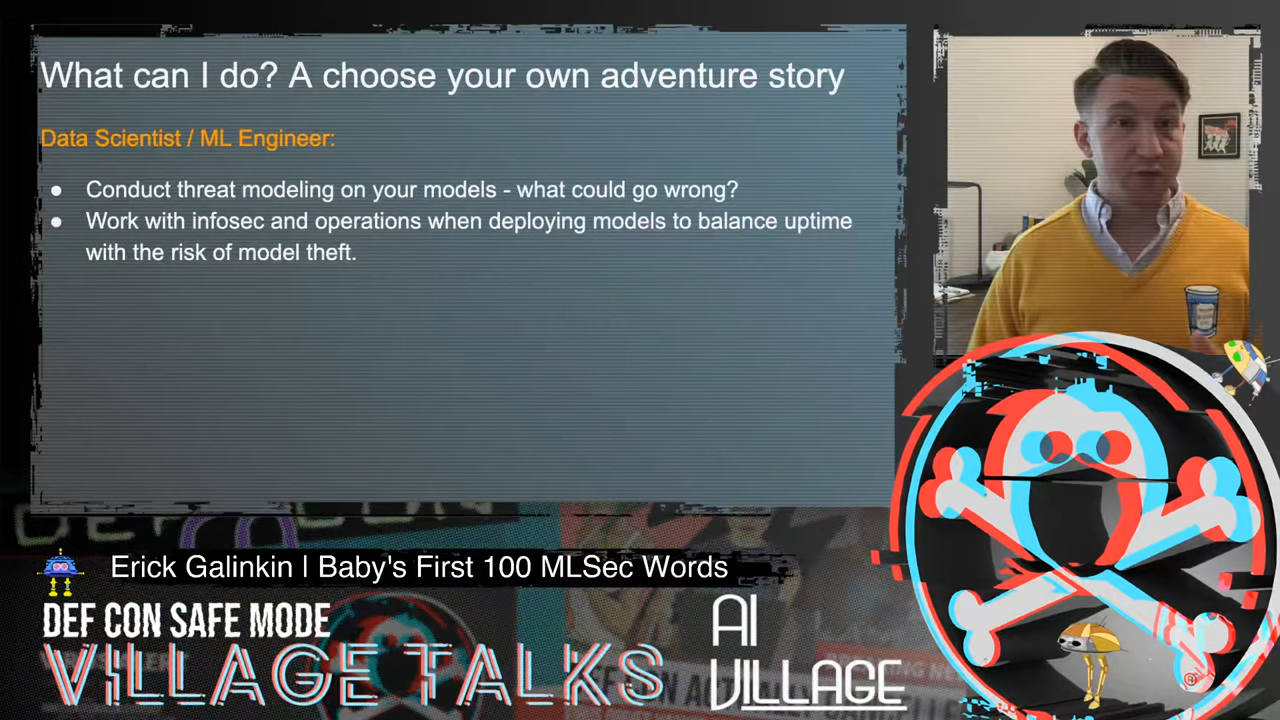 What can I do? A choose your own adventure story
Data Scientist / ML Engineer:
● Conduct threat modeling on your models - what could go wrong?
● Work with infosec and operations when deploying models to balance uptime
with the risk of model theft.
Erick Galinkin | Baby's First 100 MLSec Words
DEF CON SAFE MODE
VILLAGE TALKS
AI
VILLAGE
DEF CON
®